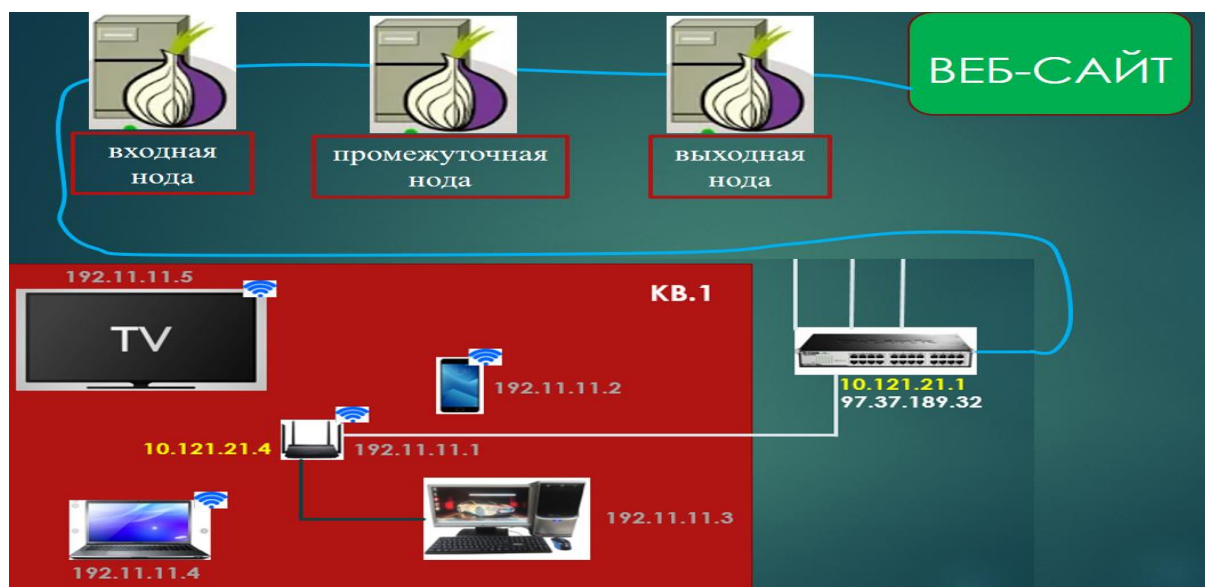 ВЕБ-САЙТ
входная
нода
промежуточная
нода
выходная
нода
192.11.11.5
КВ.1
TV
192.11.11.2
10.121.21.1
97.37.189.32
10.121.21.4
192.11.11.1
192.11.11.3
192.11.11.4